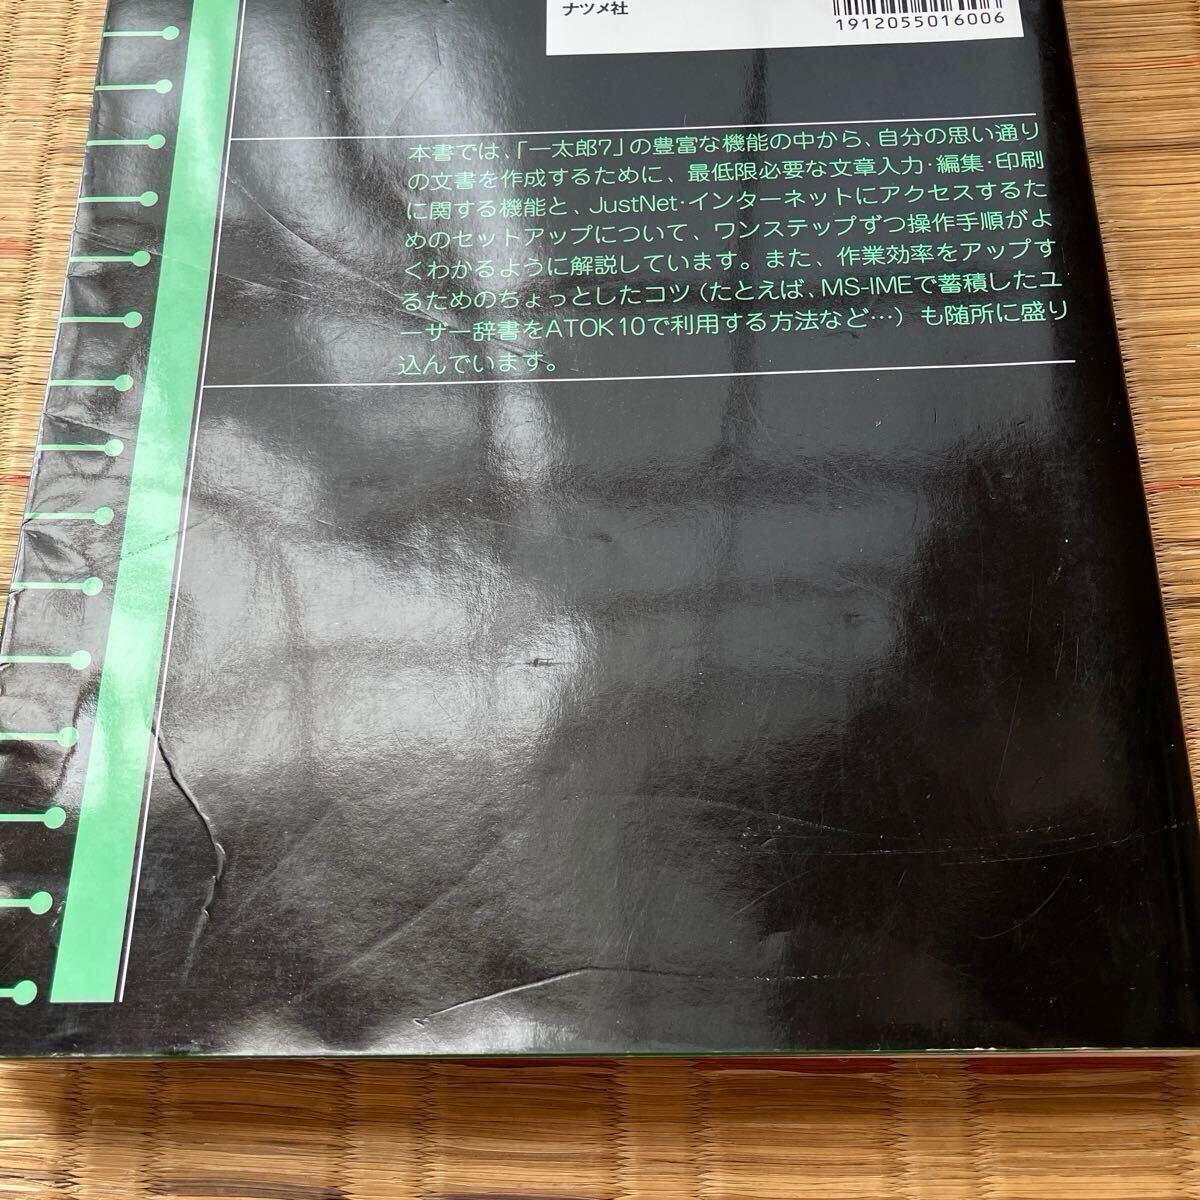 ナツメ社
1912055016006
本書では、「一太郎7」の豊富な機能の中から、自分の思い通り
の文書を作成するために、最低限必要な文章入力・編集・印刷
に関する機能と、JustNet・インターネットにアクセスするた
めのセットアップについて、ワンステップずつ操作手順がよ
くわかるように解説しています。また、作業効率をアップす
るためのちょっとしたコツ（たとえば、MS-IMEで蓄積したユ
ーザー辞書をATOK10で利用する方法など…）も随所に盛り
込んでいます。